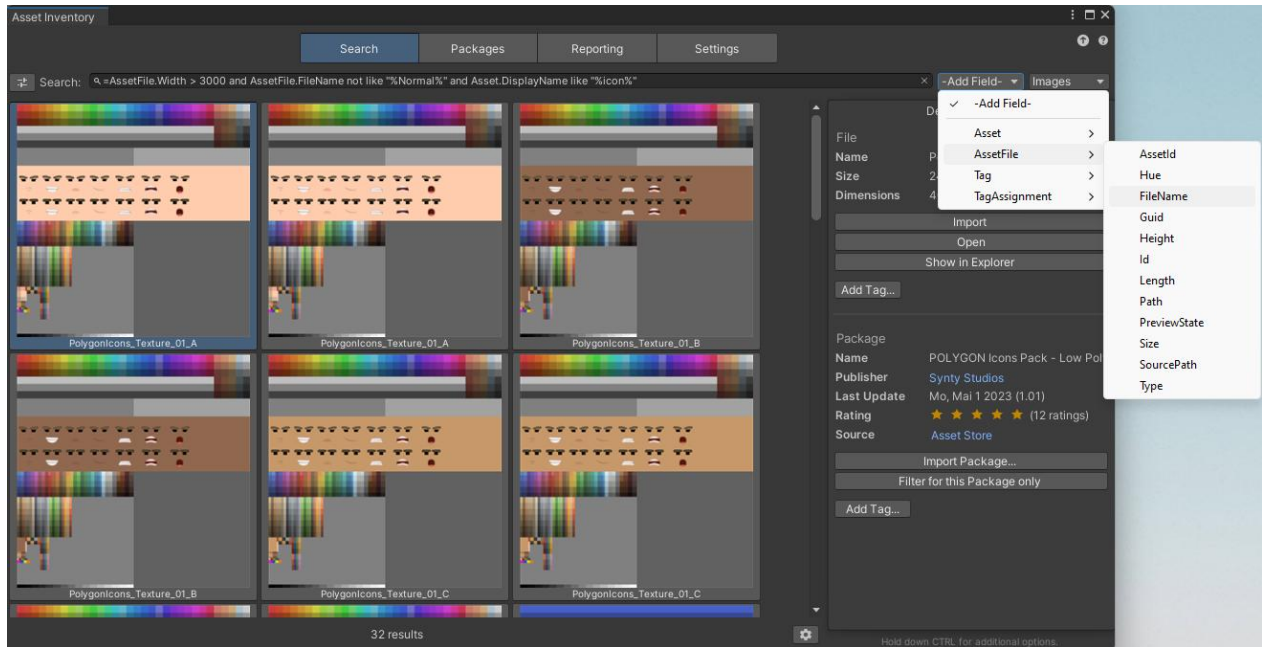 Asset Inventory
Search Packages Reporting Settings
Search: =AssetFile.Width > 3000 and AssetFile.FileName not like "%Normal%" and Asset.DisplayName like "%icon%" -Add Field- Images
-Add Field-
Asset
AssetFile
Tag
TagAssignment
AssetId
Hue
FileName
Guid
Height
Id
Length
Path
PreviewState
Size
SourcePath
Type
PolygonIcons_Texture_01_A
PolygonIcons_Texture_01_A
PolygonIcons_Texture_01_B
PolygonIcons_Texture_01_B
PolygonIcons_Texture_01_C
PolygonIcons_Texture_01_C
32 results
File
Name P
Size 2
Dimensions 4
Import
Open
Show in Explorer
Add Tag...
Package
Name POLYGON Icons Pack - Low Pol
Publisher Synty Studios
Last Update Mo, Mai 1 2023 (1.01)
Rating ★ ★ ★ ★ ★ (12 ratings)
Source Asset Store
Import Package...
Filter for this Package only
Add Tag...
Hold down CTRL for additional options.